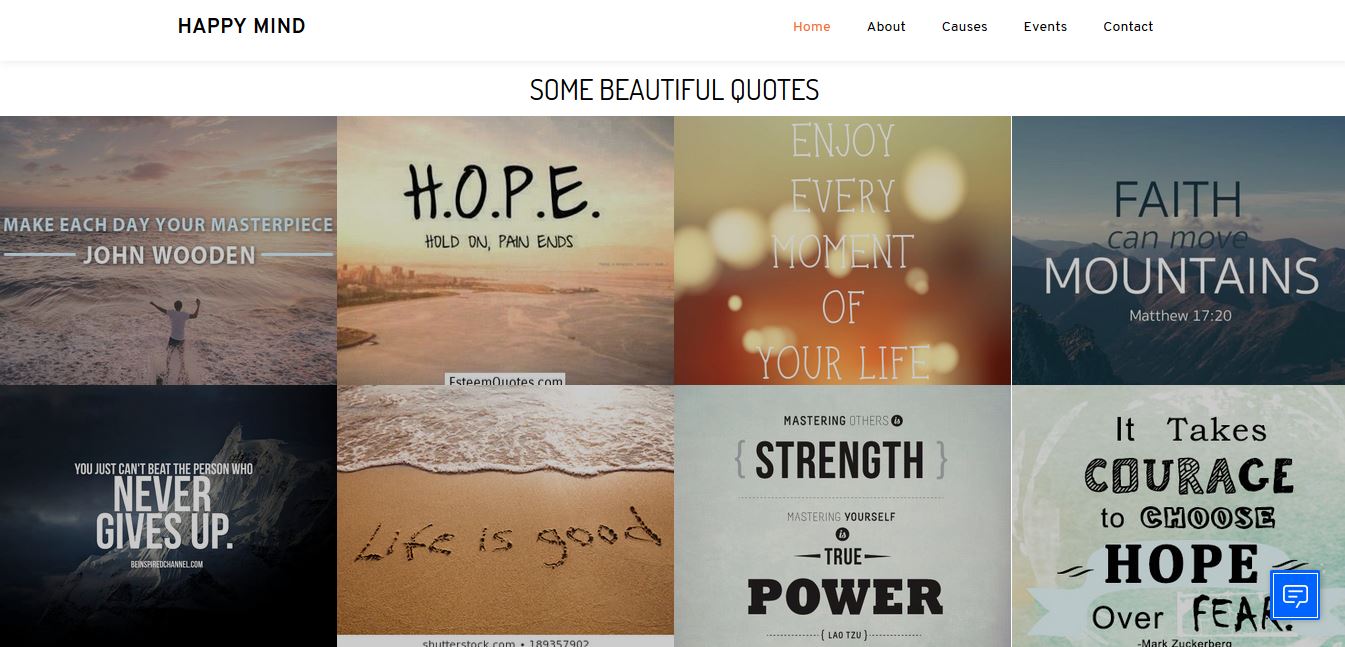 HAPPY MIND
Home
About
Causes
Events
Contact
SOME BEAUTIFUL QUOTES
MAKE EACH DAY YOUR MASTERPIECE
JOHN WOODEN
H.O.P.E.
HOLD ON, PAIN ENDS
EsteemQuotes.com
ENJOY
EVERY
MOMENT
OF
YOUR LIFE
FAITH
can move
MOUNTAINS
Matthew 17:20
YOU JUST CAN'T BEAT THE PERSON WHO
NEVER
GIVES UP.
BEINSPIREDCHANNEL.COM
Life is good
shutterstock.com • 189357902
MASTERING OTHERS is
{ STRENGTH }
MASTERING YOURSELF
is
TRUE
POWER
{ LAO TZU }
It Takes
COURAGE
to CHOOSE
HOPE
Over FEAR.
-Mark Zuckerberg